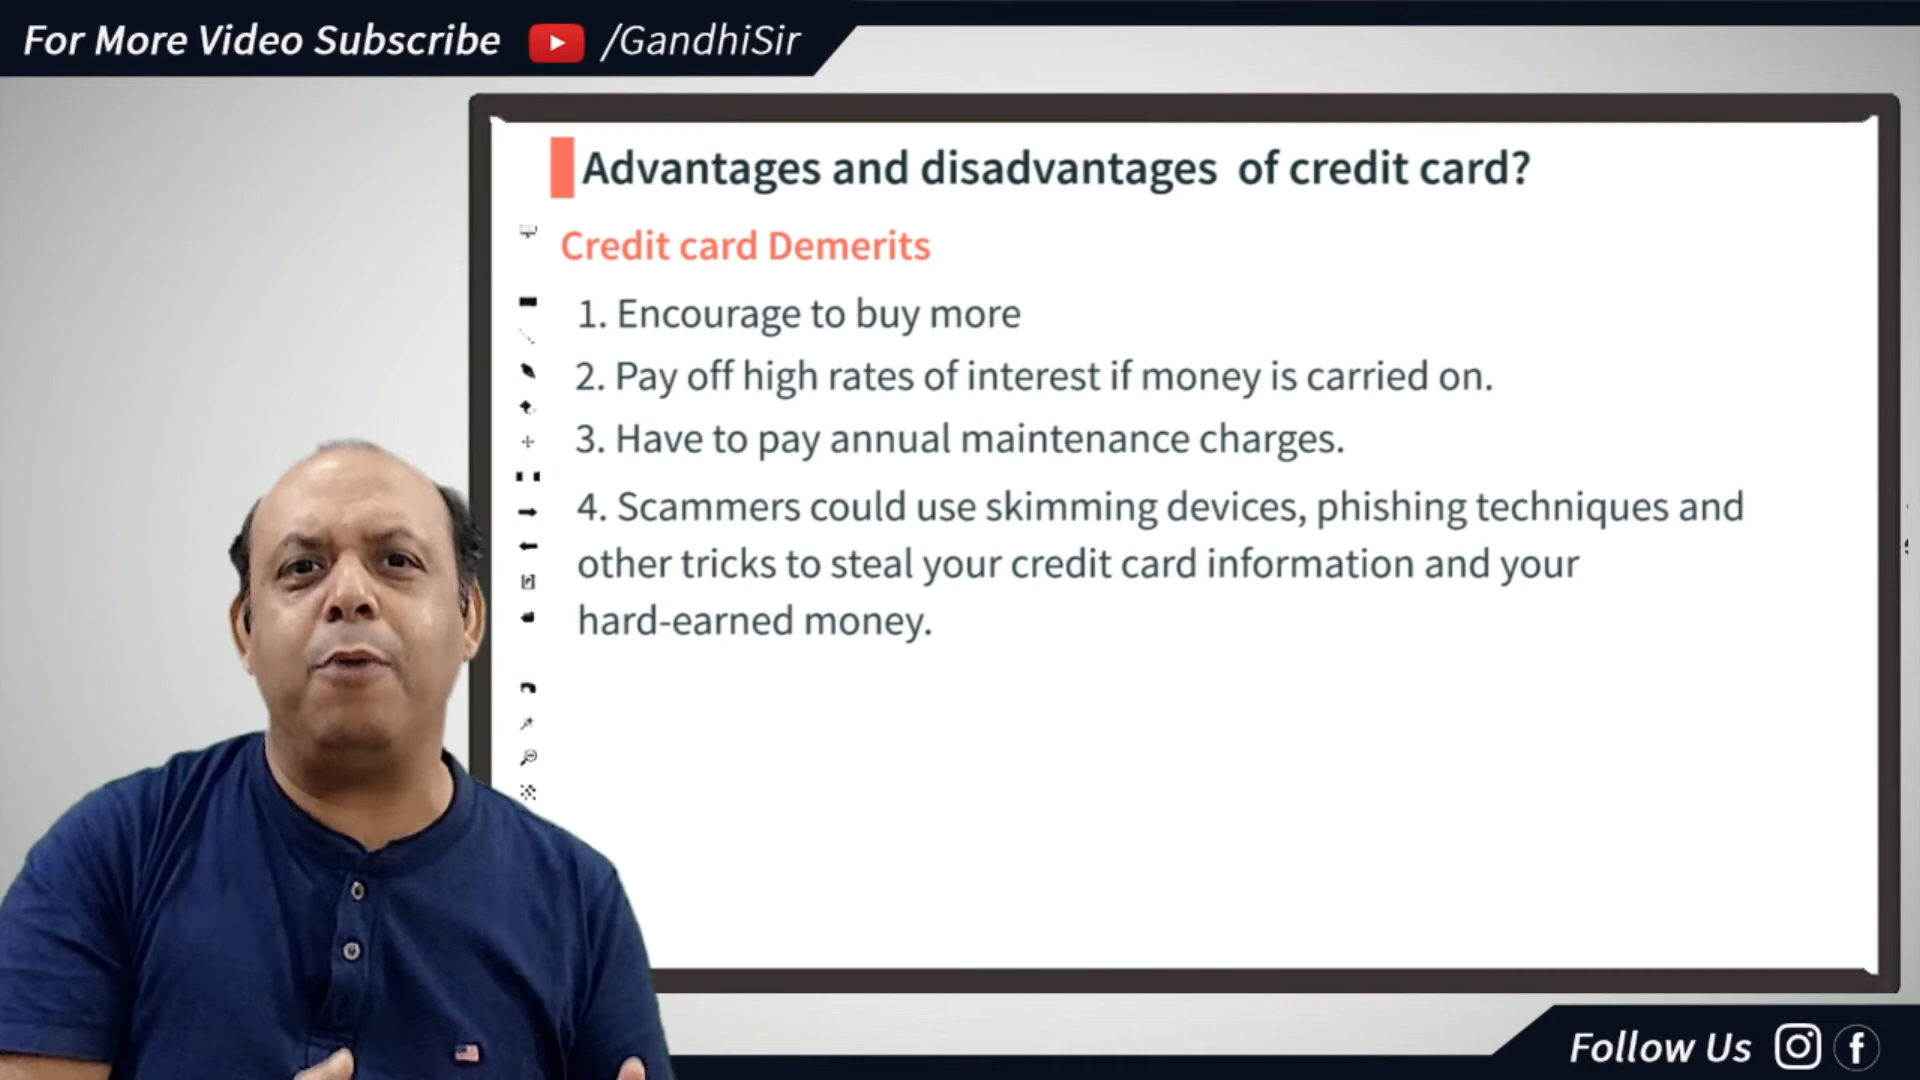 For More Video Subscribe /GandhiSir
Advantages and disadvantages of credit card?
Credit card Demerits
1. Encourage to buy more
2. Pay off high rates of interest if money is carried on.
3. Have to pay annual maintenance charges.
4. Scammers could use skimming devices, phishing techniques and
other tricks to steal your credit card information and your
hard-earned money.
Follow Us